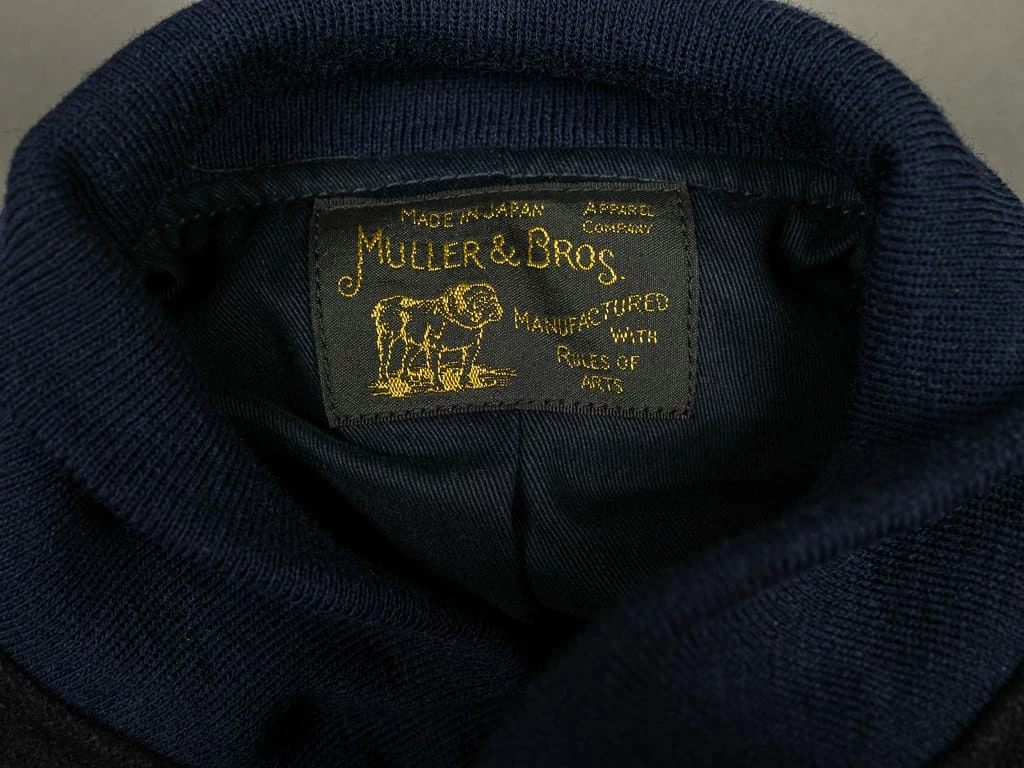 MADE IN JAPAN
APPAREL
COMPANY
MULLER & BROS.
MANUFACTURED
WITH
RULES OF
ARTS